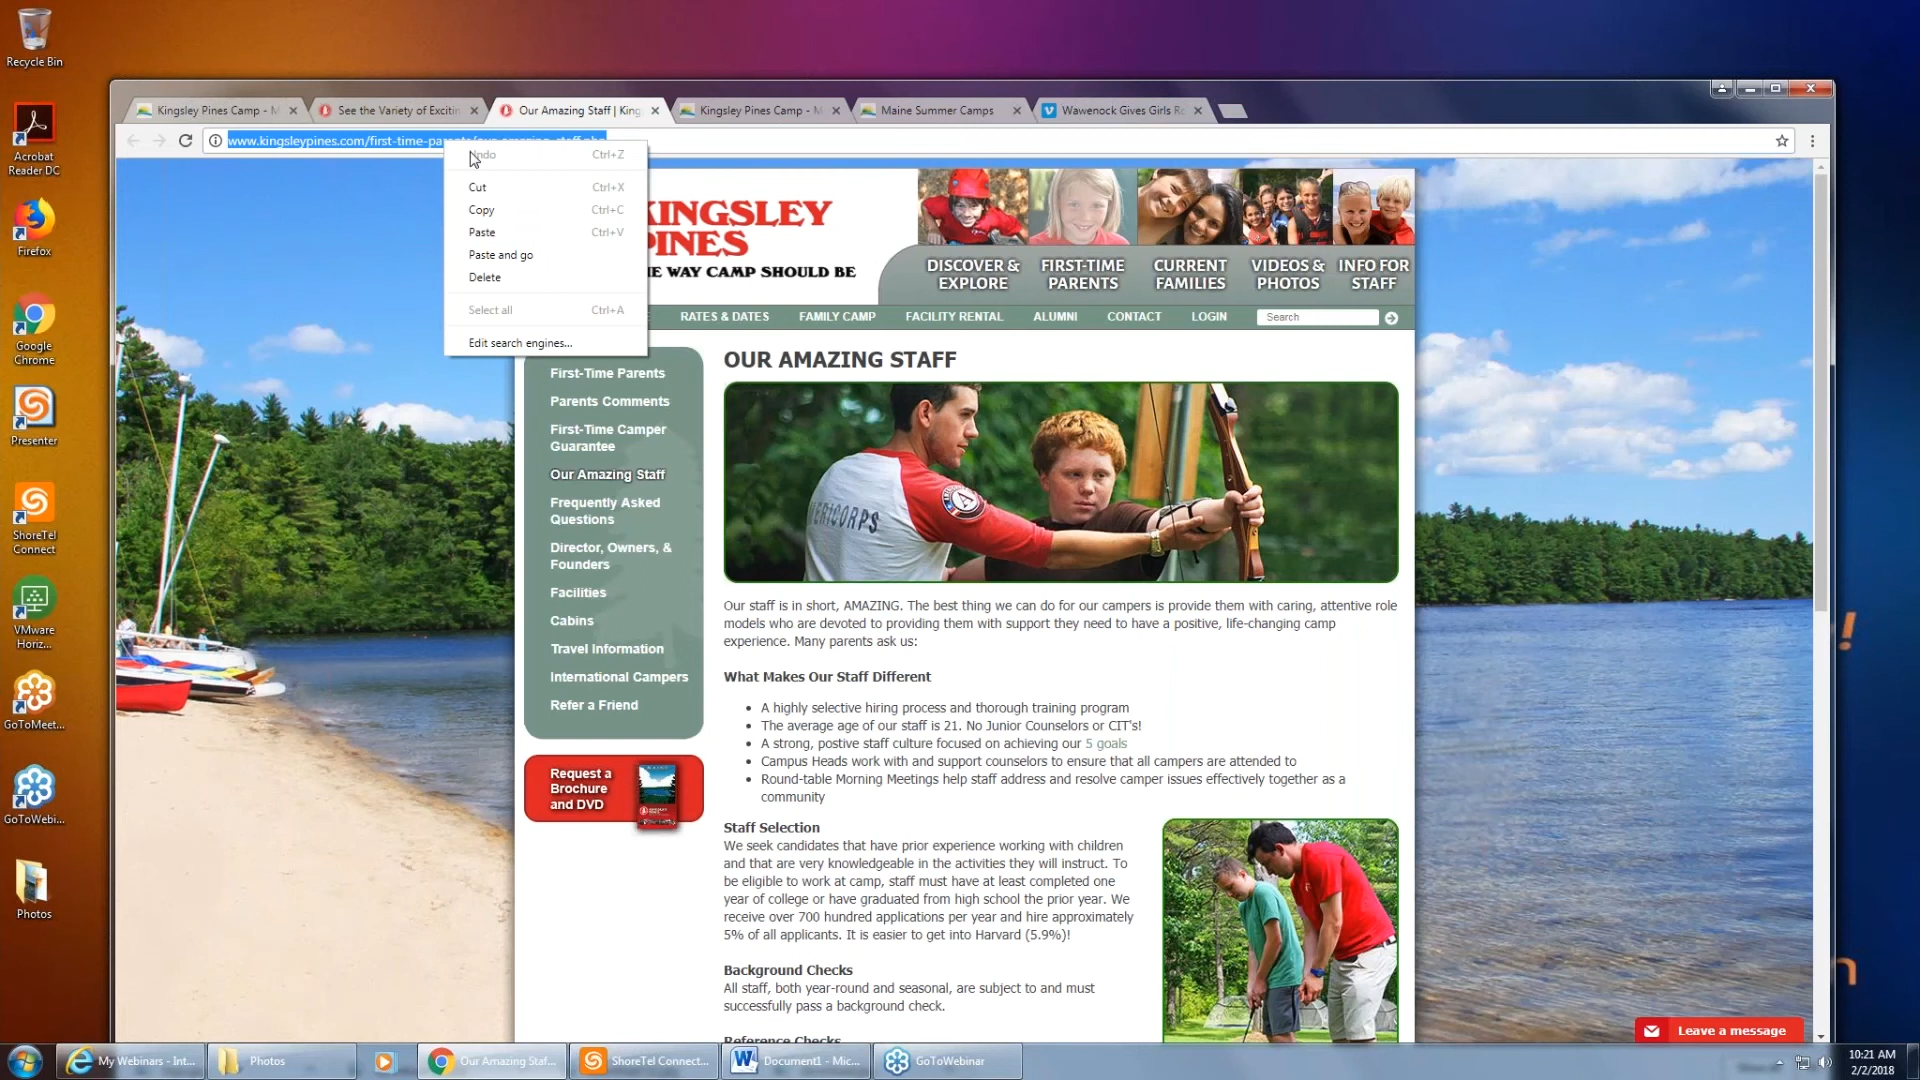 Recycle Bin
Acrobat
Reader DC
Firefox
Google
Chrome
Presenter
ShoreTel
Connect
VMware
Horiz...
GoToMeet...
GoToWebi...
Photos
Kingsley Pines Camp - M
See the Variety of Excitin
Our Amazing Staff | King
Kingsley Pines Camp - M
Maine Summer Camps
Wawenock Gives Girls Ro
www.kingsleypines.com/first-time-pa
Undo Ctrl+Z
Cut Ctrl+X
Copy Ctrl+C
Paste Ctrl+V
Paste and go
Delete
Select all Ctrl+A
Edit search engines...
KINGSLEY
PINES
E WAY CAMP SHOULD BE
DISCOVER &
EXPLORE
FIRST-TIME
PARENTS
CURRENT
FAMILIES
VIDEOS &
PHOTOS
INFO FOR
STAFF
RATES & DATES FAMILY CAMP FACILITY RENTAL ALUMNI CONTACT LOGIN Search
First-Time Parents
Parents Comments
First-Time Camper
Guarantee
Our Amazing Staff
Frequently Asked
Questions
Director, Owners, &
Founders
Facilities
Cabins
Travel Information
International Campers
Refer a Friend
Request a
Brochure
and DVD
OUR AMAZING STAFF
ERICORPS
A
Our staff is in short, AMAZING. The best thing we can do for our campers is provide them with caring, attentive role
models who are devoted to providing them with support they need to have a positive, life-changing camp
experience. Many parents ask us:
What Makes Our Staff Different
• A highly selective hiring process and thorough training program
• The average age of our staff is 21. No Junior Counselors or CIT's!
• A strong, postive staff culture focused on achieving our 5 goals
• Campus Heads work with and support counselors to ensure that all campers are attended to
• Round-table Morning Meetings help staff address and resolve camper issues effectively together as a
community
Staff Selection
We seek candidates that have prior experience working with children
and that are very knowledgeable in the activities they will instruct. To
be eligible to work at camp, staff must have at least completed one
year of college or have graduated from high school the prior year. We
receive over 700 hundred applications per year and hire approximately
5% of all applicants. It is easier to get into Harvard (5.9%)!
Background Checks
All staff, both year-round and seasonal, are subject to and must
successfully pass a background check.
Reference Checks
Leave a message
My Webinars - Int...
Photos
Our Amazing Staf...
ShoreTel Connect...
Document1 - Mic...
GoToWebinar
10:21 AM
2/2/2018